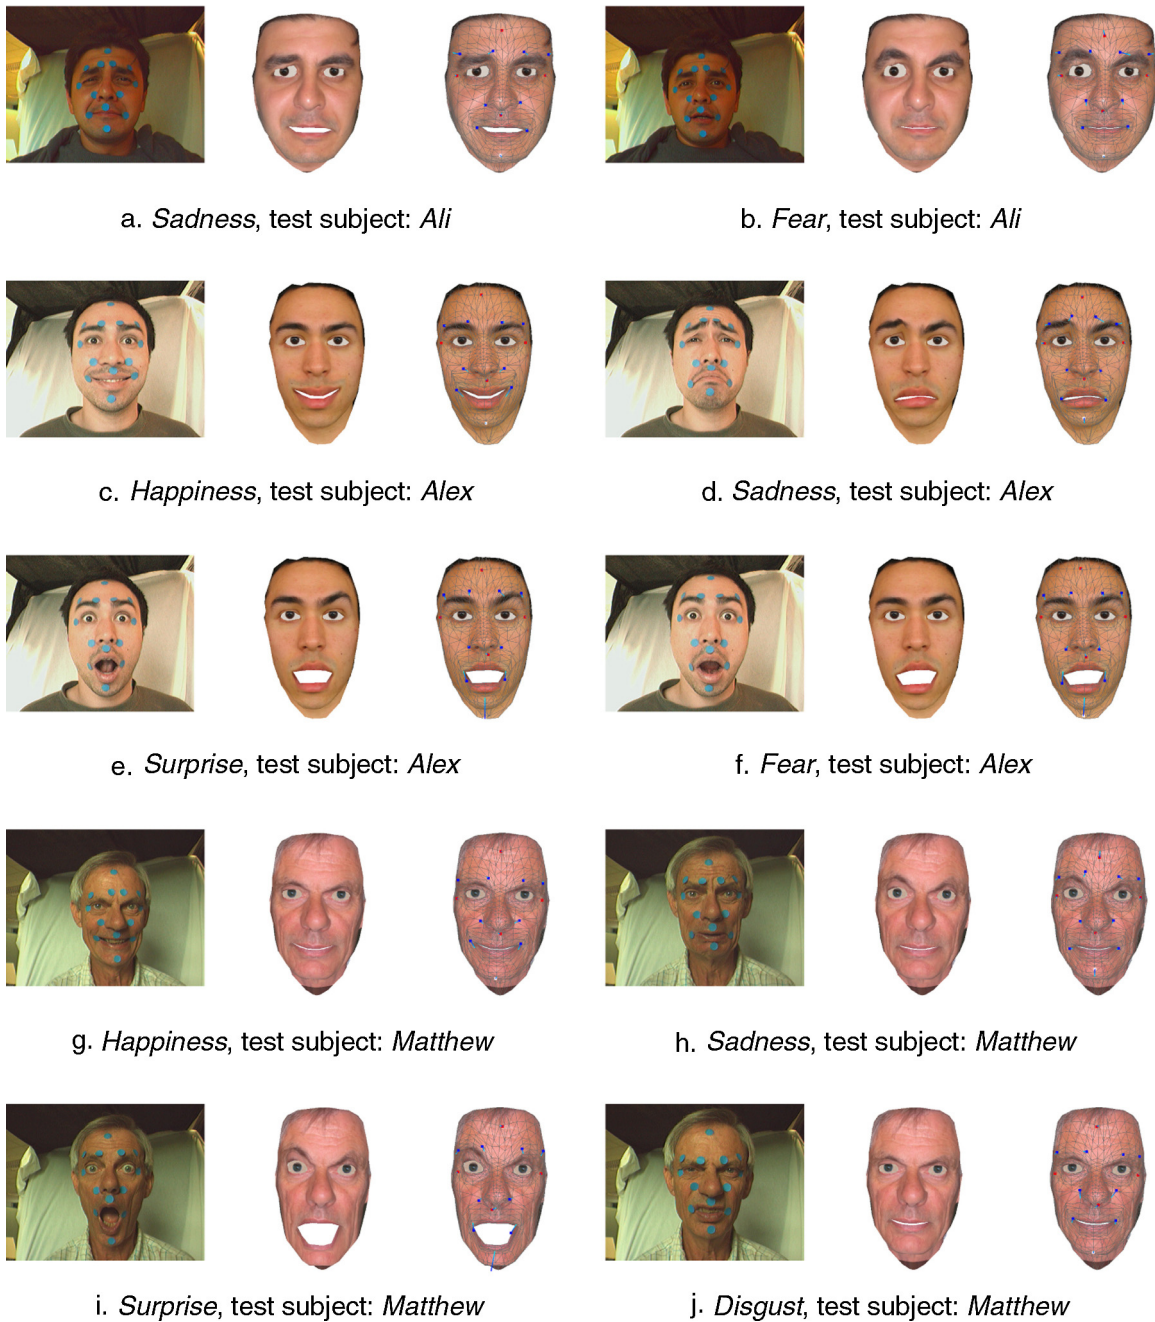 a. Sadness, test subject: Ali
b. Fear, test subject: Ali
c. Happiness, test subject: Alex
d. Sadness, test subject: Alex
e. Surprise, test subject: Alex
f. Fear, test subject: Alex
g. Happiness, test subject: Matthew
h. Sadness, test subject: Matthew
i. Surprise, test subject: Matthew
j. Disgust, test subject: Matthew